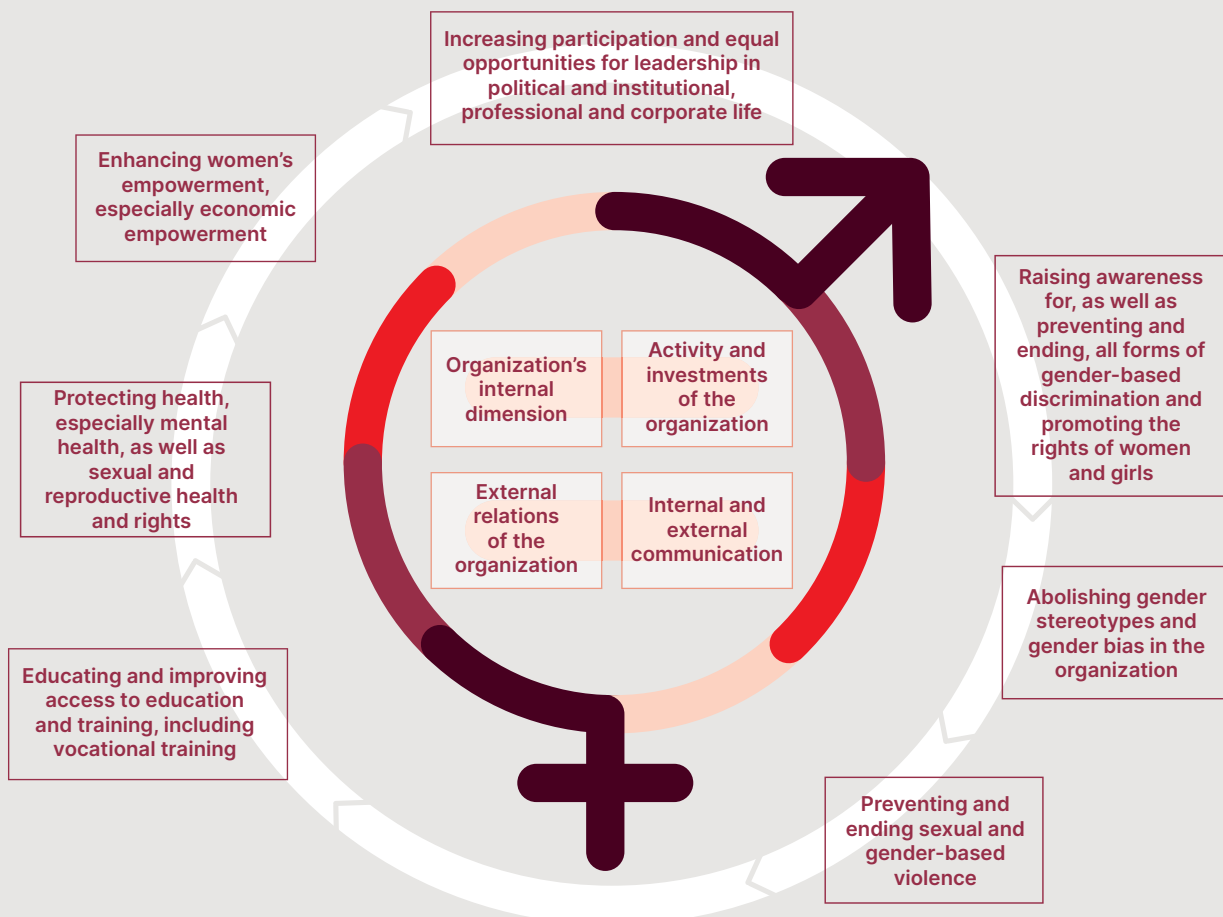 Increasing participation and equal
opportunities for leadership in
political and institutional,
professional and corporate life
Enhancing women's
empowerment,
especially economic
empowerment
Raising awareness
for, as well as
preventing and
ending, all forms of
gender-based
discrimination and
promoting the
rights of women
and girls
Organization's
internal
dimension
Activity and
investments
of the
organization
Protecting health,
especially mental
health, as well as
sexual and
reproductive health
and rights
External
relations
of the
organization
Internal and
external
communication
Abolishing gender
stereotypes and
gender bias in the
organization
Educating and improving
access to education
and training, including
vocational training
Preventing and
ending sexual and
gender-based
violence